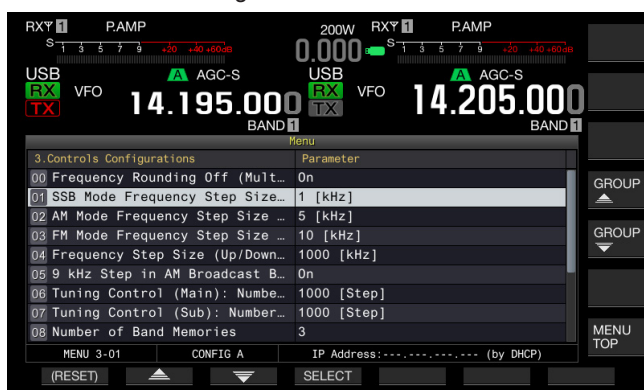 RX 1 P.AMP 200W RX 1 P.AMP
S 1 3 5 7 9 +20 +40 +60dB 0.000 S 1 3 5 7 9 +20 +40 +60dB
USB A AGC-S USB A AGC-S
RX VFO 14.195.000 RX VFO 14.205.000
TX TX
BAND 1 BAND 1
Menu
3.Controls Configurations Parameter
00 Frequency Rounding Off (Mult… On
01 SSB Mode Frequency Step Size… 1 [kHz]
02 AM Mode Frequency Step Size … 5 [kHz]
03 FM Mode Frequency Step Size … 10 [kHz]
04 Frequency Step Size (Up/Down… 1000 [kHz]
05 9 kHz Step in AM Broadcast B… On
06 Tuning Control (Main): Numbe… 1000 [Step]
07 Tuning Control (Sub): Number… 1000 [Step]
08 Number of Band Memories 3
MENU 3-01 CONFIG A IP Address:---.---.---.--- (by DHCP)
(RESET) SELECT
GROUP
GROUP
MENU
TOP